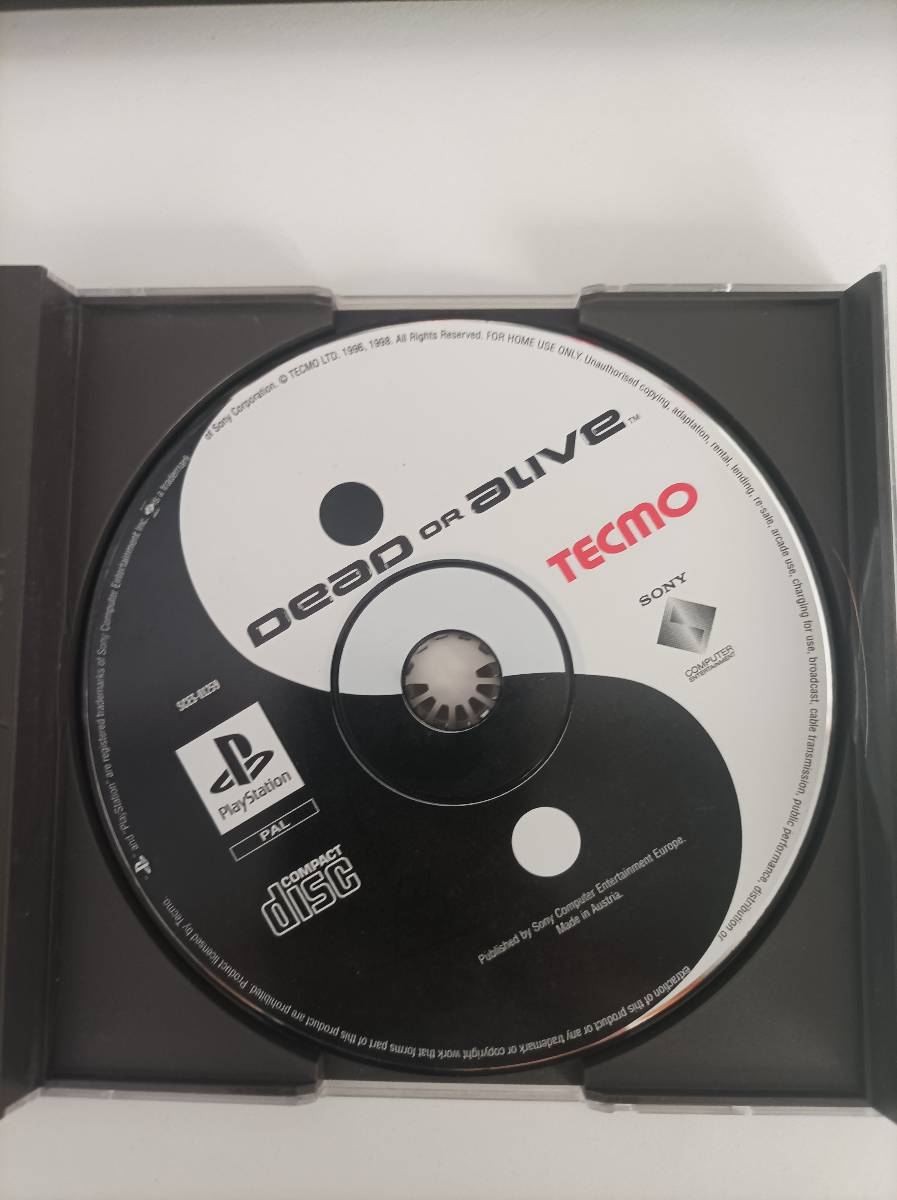 of Sony Corporation. © TECMO LTD. 1996, 1998. All Rights Reserved. FOR HOME USE ONLY. Unauthorised copying, adaptation, rental, lending, re-sale, arcade use, charging for use, broadcast, cable transmission, public performance, distribution or
extraction of this product or any trademark or copyright work that forms part of this product are prohibited. Product licensed by Tecmo
" and "PlayStation" are registered trademarks of Sony Computer Entertainment Inc. is a trademark
DEAD OR ALIVE™
TECMO
SONY
COMPUTER
ENTERTAINMENT
SCES-01259
PlayStation
PAL
COMPACT
disc
Published by Sony Computer Entertainment Europe.
Made in Austria.